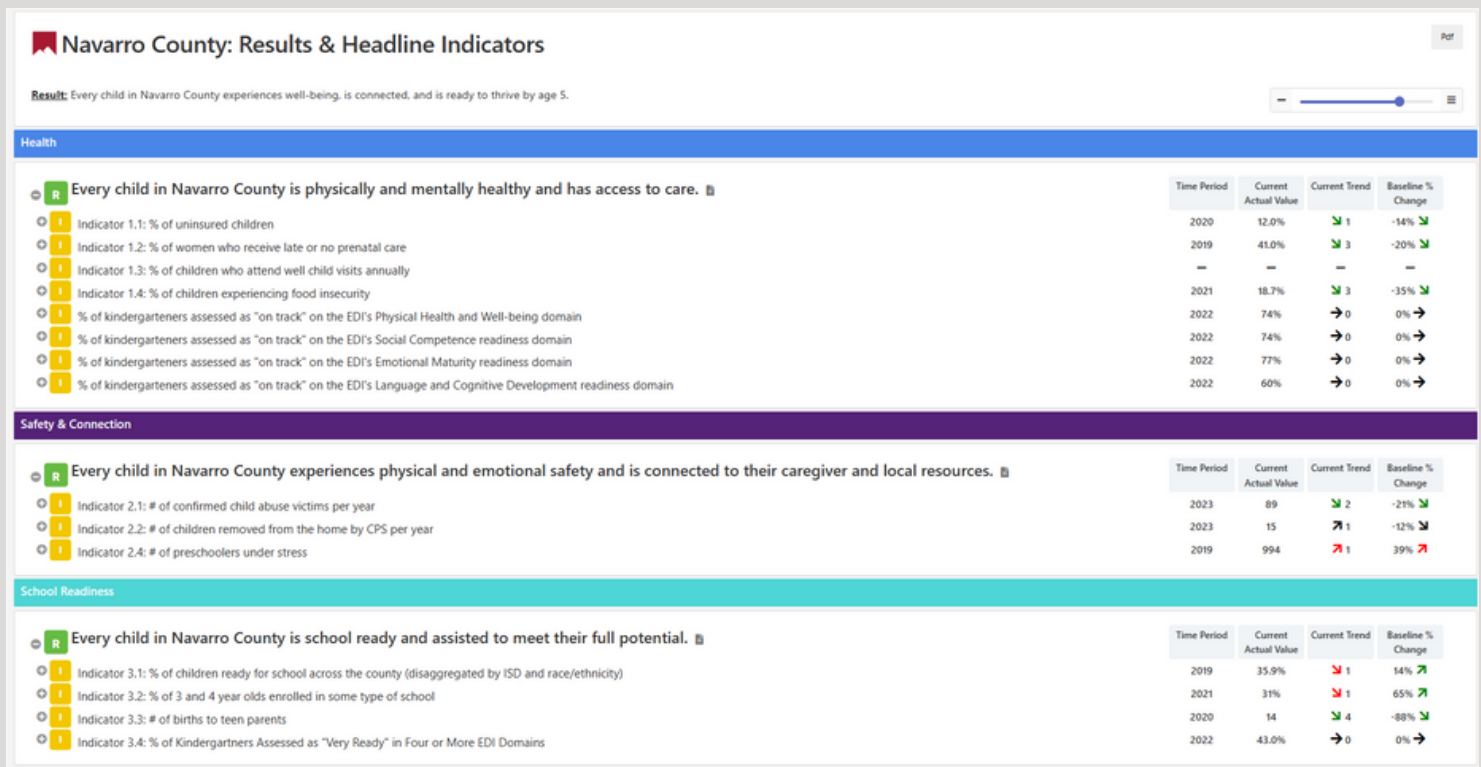 Navarro County: Results & Headline Indicators
Pdf
Result: Every child in Navarro County experiences well-being, is connected, and is ready to thrive by age 5.
Health
R Every child in Navarro County is physically and mentally healthy and has access to care.
Time Period Current Actual Value Current Trend Baseline % Change
I Indicator 1.1: % of uninsured children 2020 12.0% 1 -14%
I Indicator 1.2: % of women who receive late or no prenatal care 2019 41.0% 3 -20%
I Indicator 1.3: % of children who attend well child visits annually — — — —
I Indicator 1.4: % of children experiencing food insecurity 2021 18.7% 3 -35%
I % of kindergarteners assessed as "on track" on the EDI's Physical Health and Well-being domain 2022 74% 0 0%
I % of kindergarteners assessed as "on track" on the EDI's Social Competence readiness domain 2022 74% 0 0%
I % of kindergarteners assessed as "on track" on the EDI's Emotional Maturity readiness domain 2022 77% 0 0%
I % of kindergarteners assessed as "on track" on the EDI's Language and Cognitive Development readiness domain 2022 60% 0 0%
Safety & Connection
R Every child in Navarro County experiences physical and emotional safety and is connected to their caregiver and local resources.
Time Period Current Actual Value Current Trend Baseline % Change
I Indicator 2.1: # of confirmed child abuse victims per year 2023 89 2 -21%
I Indicator 2.2: # of children removed from the home by CPS per year 2023 15 1 -12%
I Indicator 2.4: # of preschoolers under stress 2019 994 1 39%
School Readiness
R Every child in Navarro County is school ready and assisted to meet their full potential.
Time Period Current Actual Value Current Trend Baseline % Change
I Indicator 3.1: % of children ready for school across the county (disaggregated by ISD and race/ethnicity) 2019 35.9% 1 14%
I Indicator 3.2: % of 3 and 4 year olds enrolled in some type of school 2021 31% 1 65%
I Indicator 3.3: # of births to teen parents 2020 14 4 -88%
I Indicator 3.4: % of Kindergartners Assessed as "Very Ready" in Four or More EDI Domains 2022 43.0% 0 0%